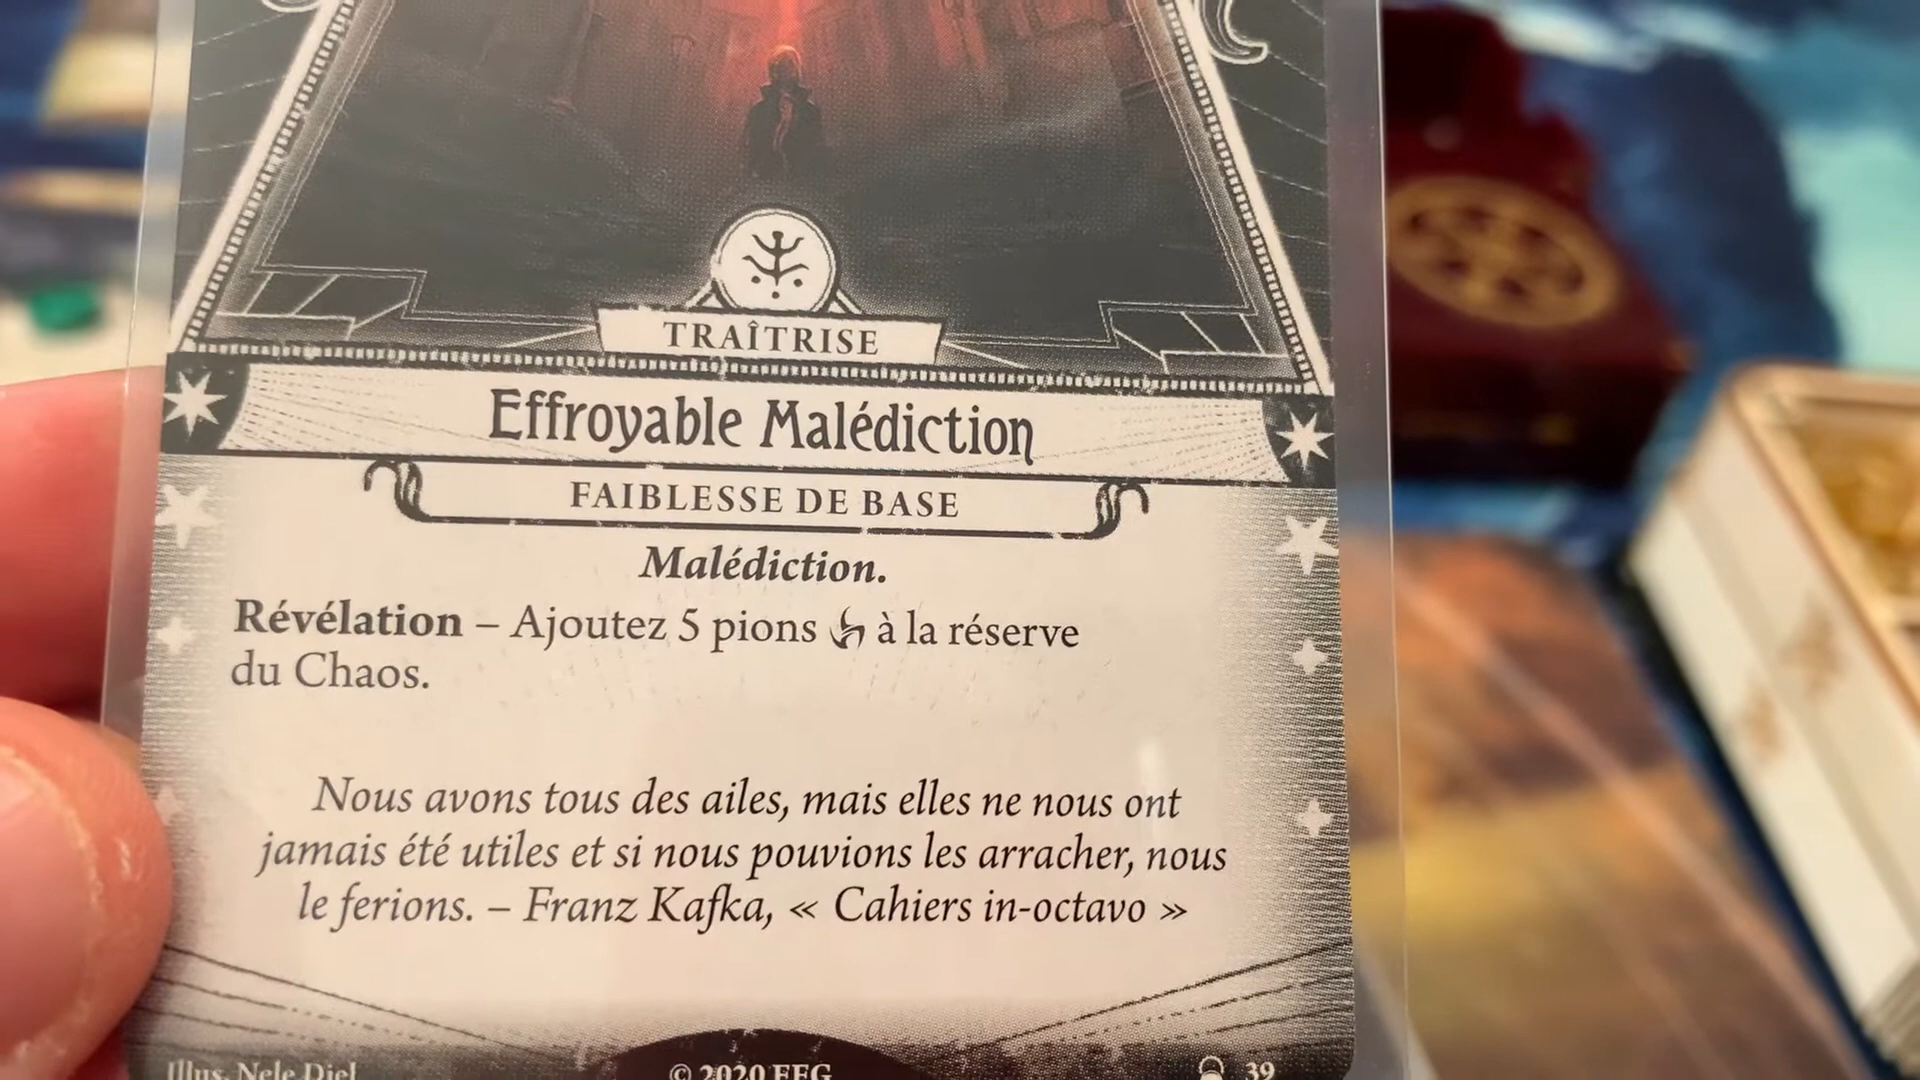 TRAÎTRISE
Effroyable Malédiction
FAIBLESSE DE BASE
Malédiction.
Révélation – Ajoutez 5 pions à la réserve
du Chaos.
Nous avons tous des ailes, mais elles ne nous ont
jamais été utiles et si nous pouvions les arracher, nous
le ferions. – Franz Kafka, « Cahiers in-octavo »
Illus. Nele Diel
© 2020 FFG
39